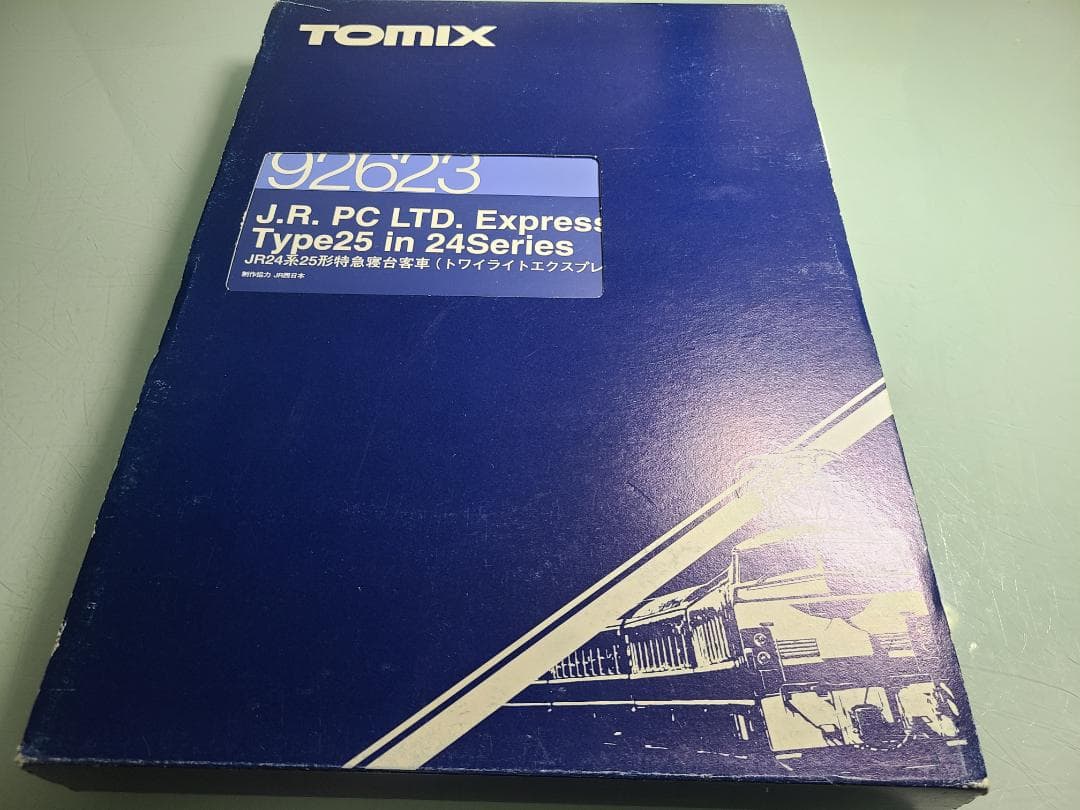 TOMIX
92623
J.R. PC LTD. Express
Type25 in 24Series
JR24系25形特急寝台客車（トワイライトエクスプレ
制作協力 JR西日本